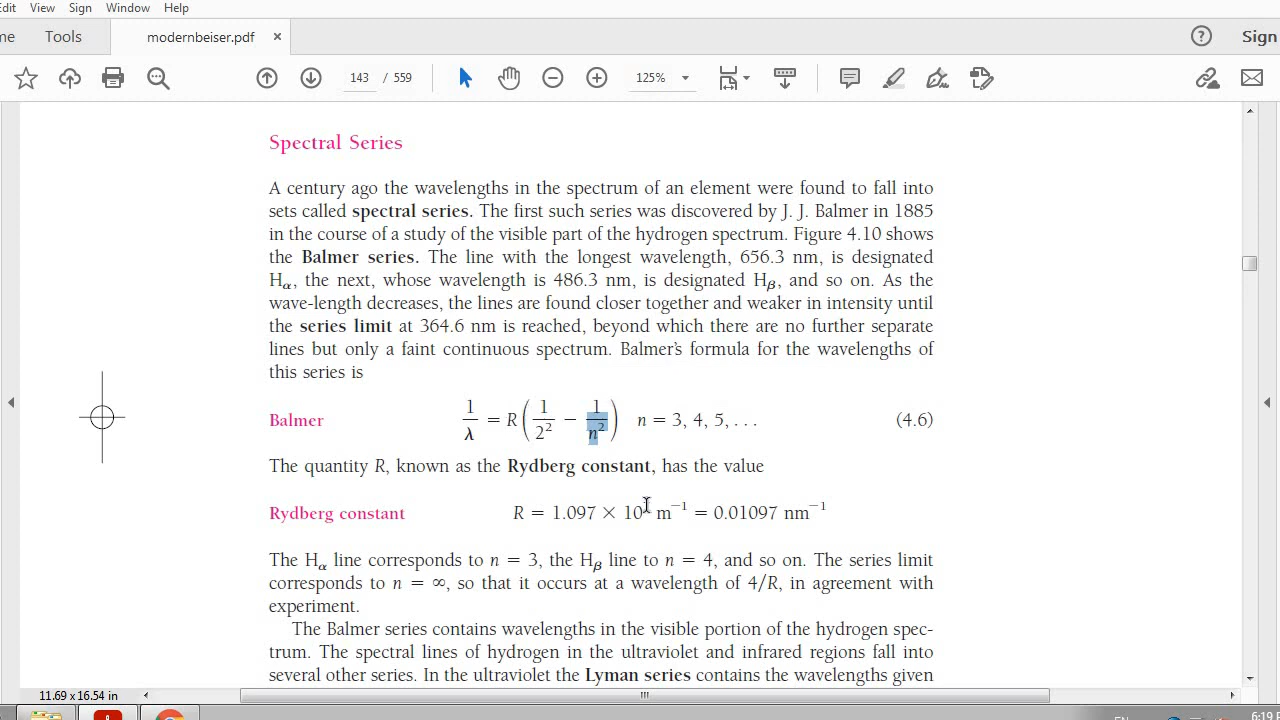 Edit View Sign Window Help
me Tools modernbeiser.pdf × ? Sign
143 / 559 125%
Spectral Series
A century ago the wavelengths in the spectrum of an element were found to fall into
sets called spectral series. The first such series was discovered by J. J. Balmer in 1885
in the course of a study of the visible part of the hydrogen spectrum. Figure 4.10 shows
the Balmer series. The line with the longest wavelength, 656.3 nm, is designated
Hα, the next, whose wavelength is 486.3 nm, is designated Hβ, and so on. As the
wave-length decreases, the lines are found closer together and weaker in intensity until
the series limit at 364.6 nm is reached, beyond which there are no further separate
lines but only a faint continuous spectrum. Balmer's formula for the wavelengths of
this series is
Balmer 1/λ = R(1/2² − 1/n²) n = 3, 4, 5, . . . (4.6)
The quantity R, known as the Rydberg constant, has the value
Rydberg constant R = 1.097 × 10 m⁻¹ = 0.01097 nm⁻¹
The Hα line corresponds to n = 3, the Hβ line to n = 4, and so on. The series limit
corresponds to n = ∞, so that it occurs at a wavelength of 4/R, in agreement with
experiment.
The Balmer series contains wavelengths in the visible portion of the hydrogen spec-
trum. The spectral lines of hydrogen in the ultraviolet and infrared regions fall into
several other series. In the ultraviolet the Lyman series contains the wavelengths given
11.69 x 16.54 in
EN 6:19